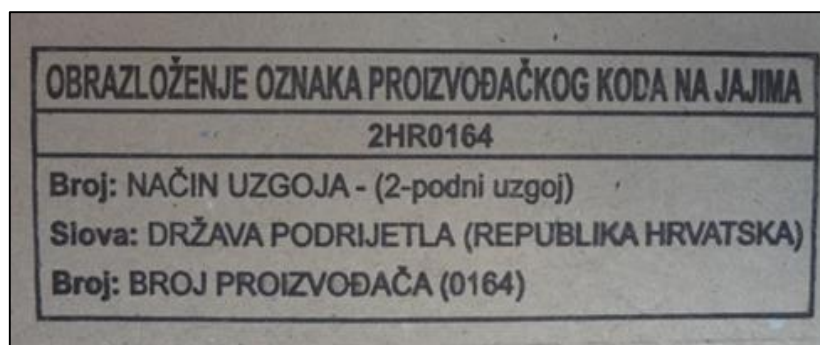 OBRAZLOŽENJE OZNAKA PROIZVOĐAČKOG KODA NA JAJIMA
2HR0164
Broj: NAČIN UZGOJA - (2-podni uzgoj)
Slova: DRŽAVA PODRIJETLA (REPUBLIKA HRVATSKA)
Broj: BROJ PROIZVOĐAČA (0164)